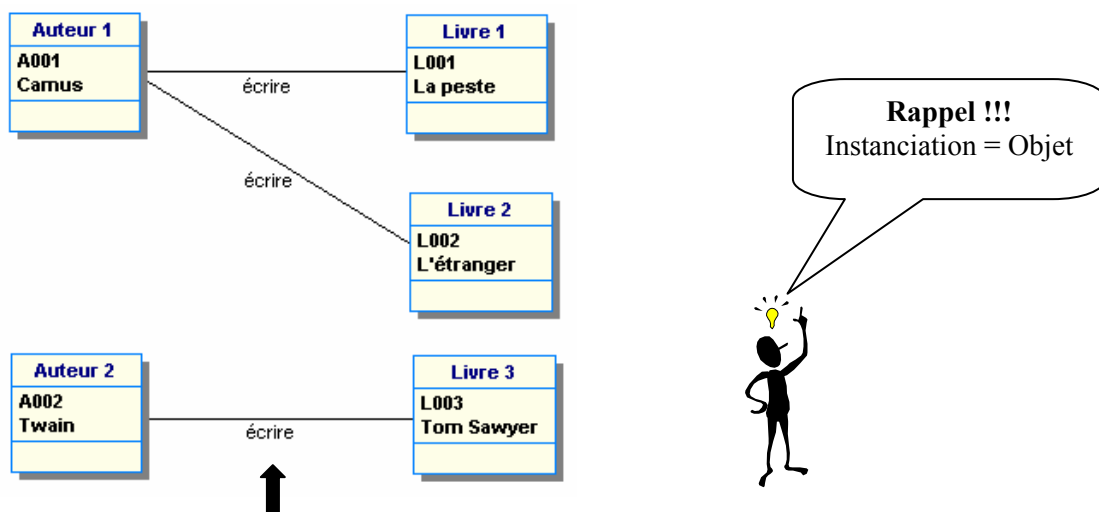 Auteur 1
A001
Camus
écrire
Livre 1
L001
La peste
écrire
Livre 2
L002
L'étranger
Auteur 2
A002
Twain
écrire
Livre 3
L003
Tom Sawyer
Rappel !!!
Instanciation = Objet